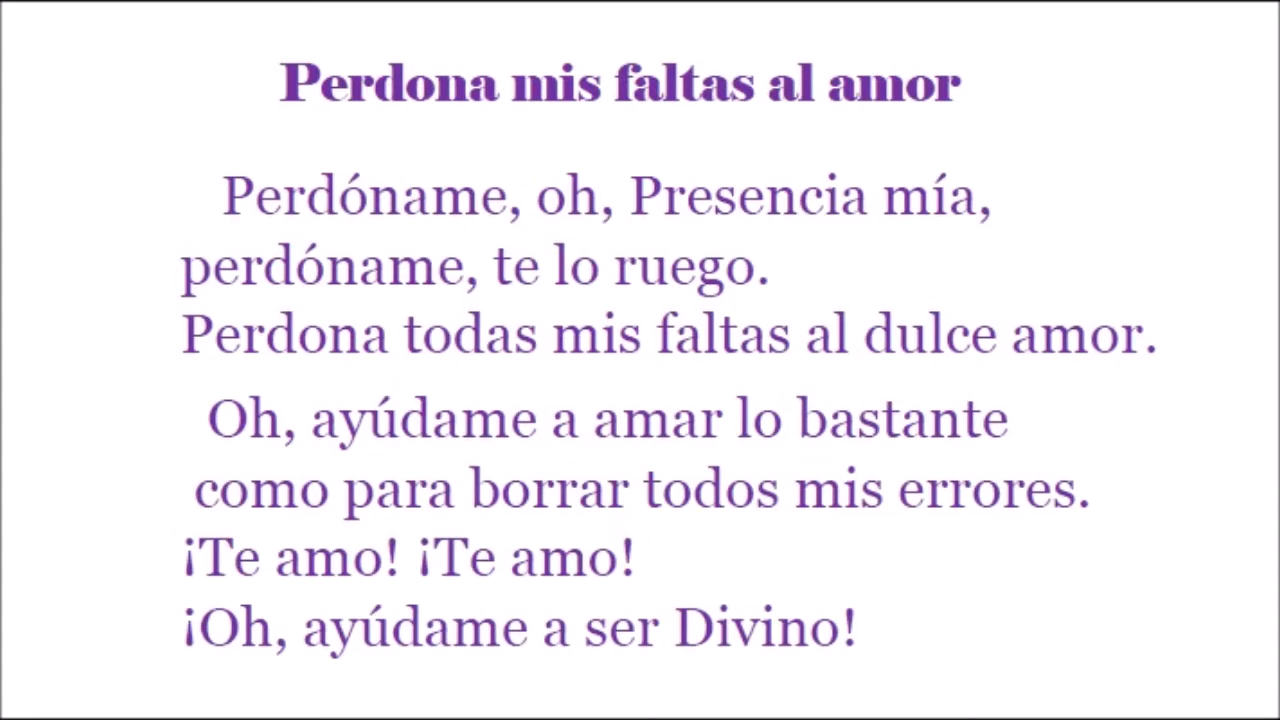 Perdona mis faltas al amor
Perdóname, oh, Presencia mía,
perdóname, te lo ruego.
Perdona todas mis faltas al dulce amor.
Oh, ayúdame a amar lo bastante
como para borrar todos mis errores.
¡Te amo! ¡Te amo!
¡Oh, ayúdame a ser Divino!